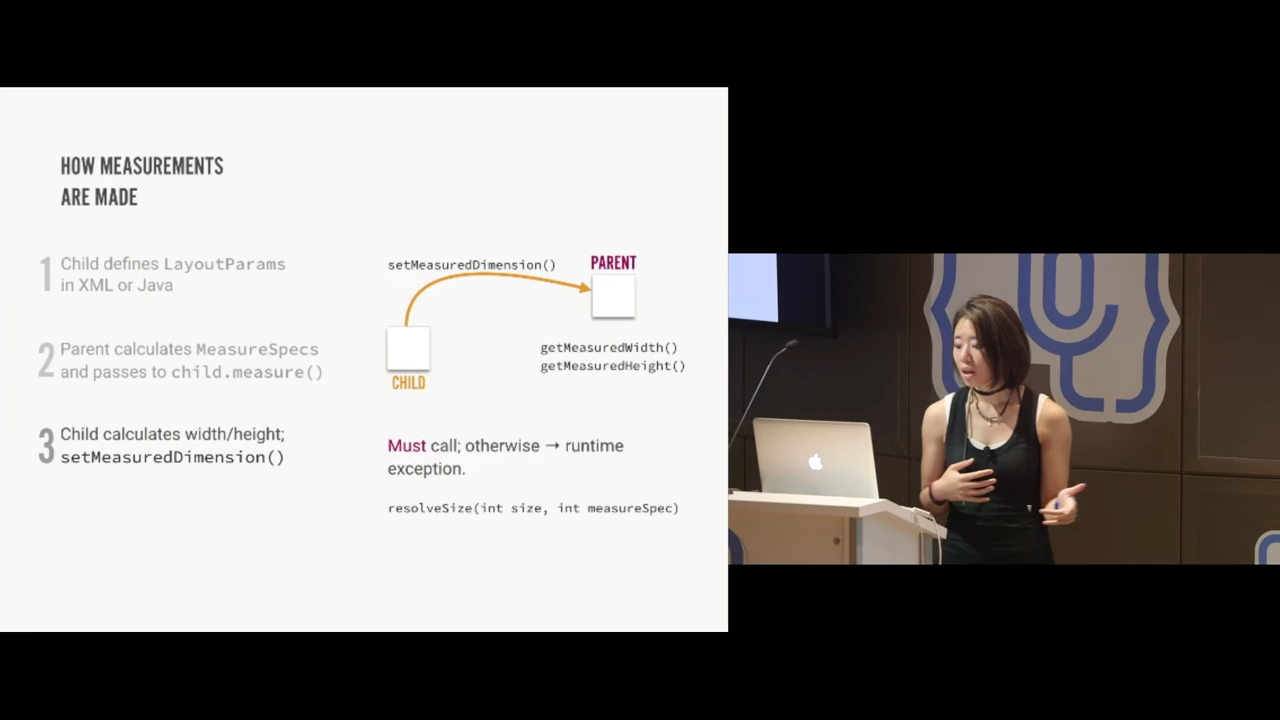 HOW MEASUREMENTS
ARE MADE
1 Child defines LayoutParams
in XML or Java
2 Parent calculates MeasureSpecs
and passes to child.measure()
3 Child calculates width/height;
setMeasuredDimension()
setMeasuredDimension()
PARENT
CHILD
getMeasuredWidth()
getMeasuredHeight()
Must call; otherwise → runtime
exception.
resolveSize(int size, int measureSpec)